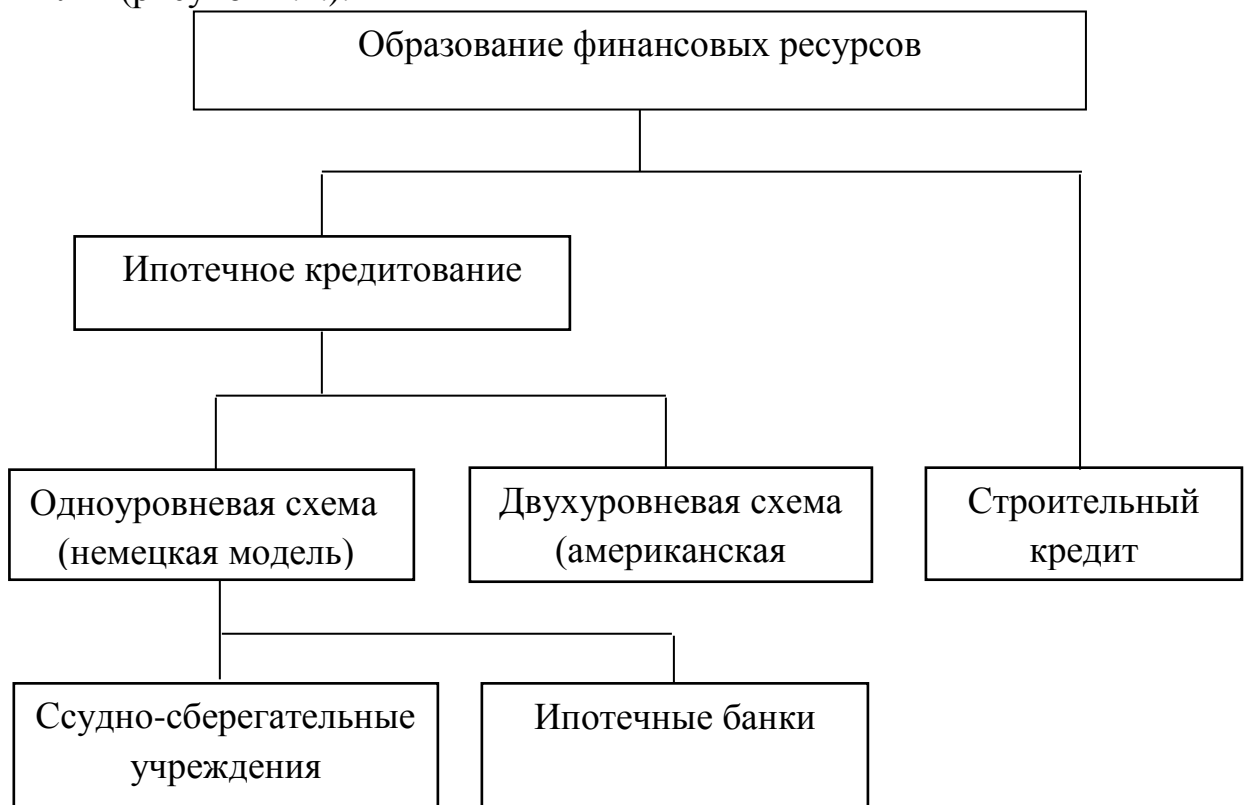 Образование финансовых ресурсов
Ипотечное кредитование
Одноуровневая схема
(немецкая модель)
Двухуровневая схема
(американская
Строительный
кредит
Ссудно-сберегательные
учреждения
Ипотечные банки